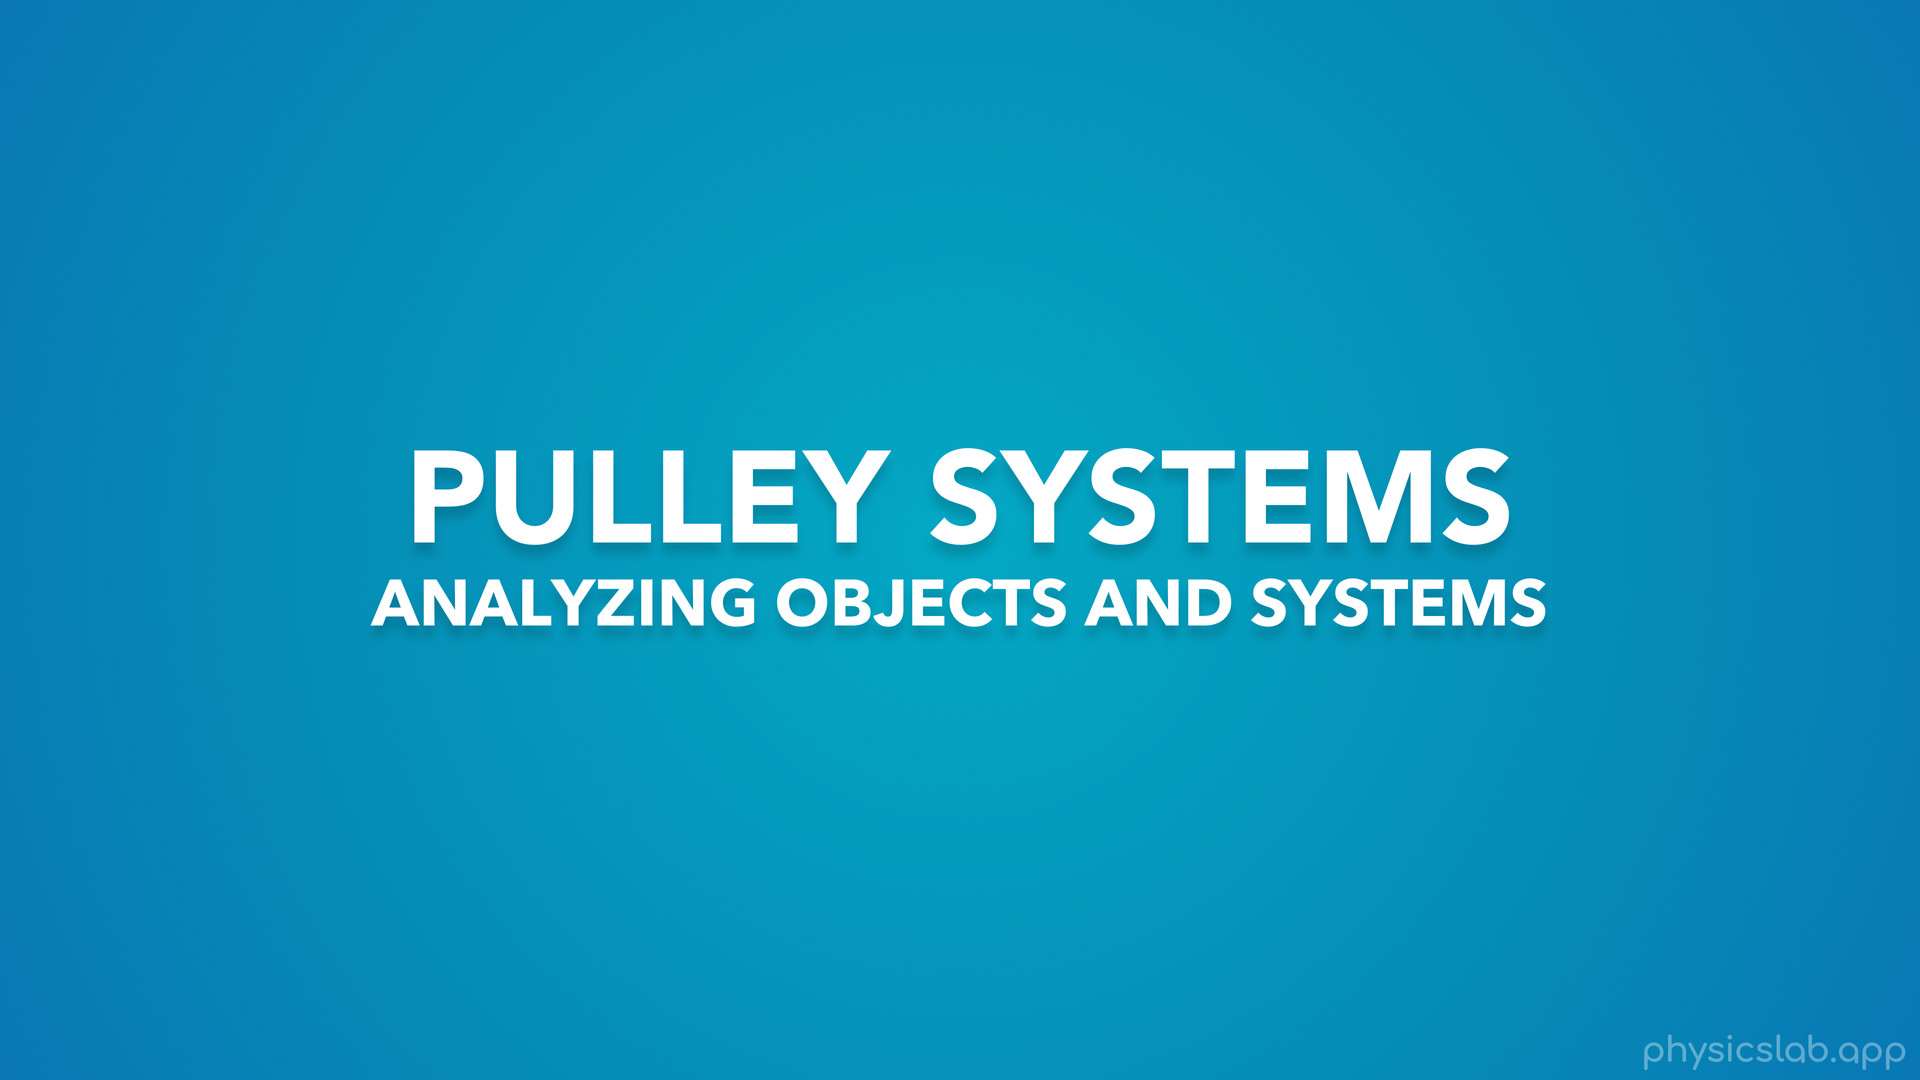 PULLEY SYSTEMS
ANALYZING OBJECTS AND SYSTEMS
physicslab.app